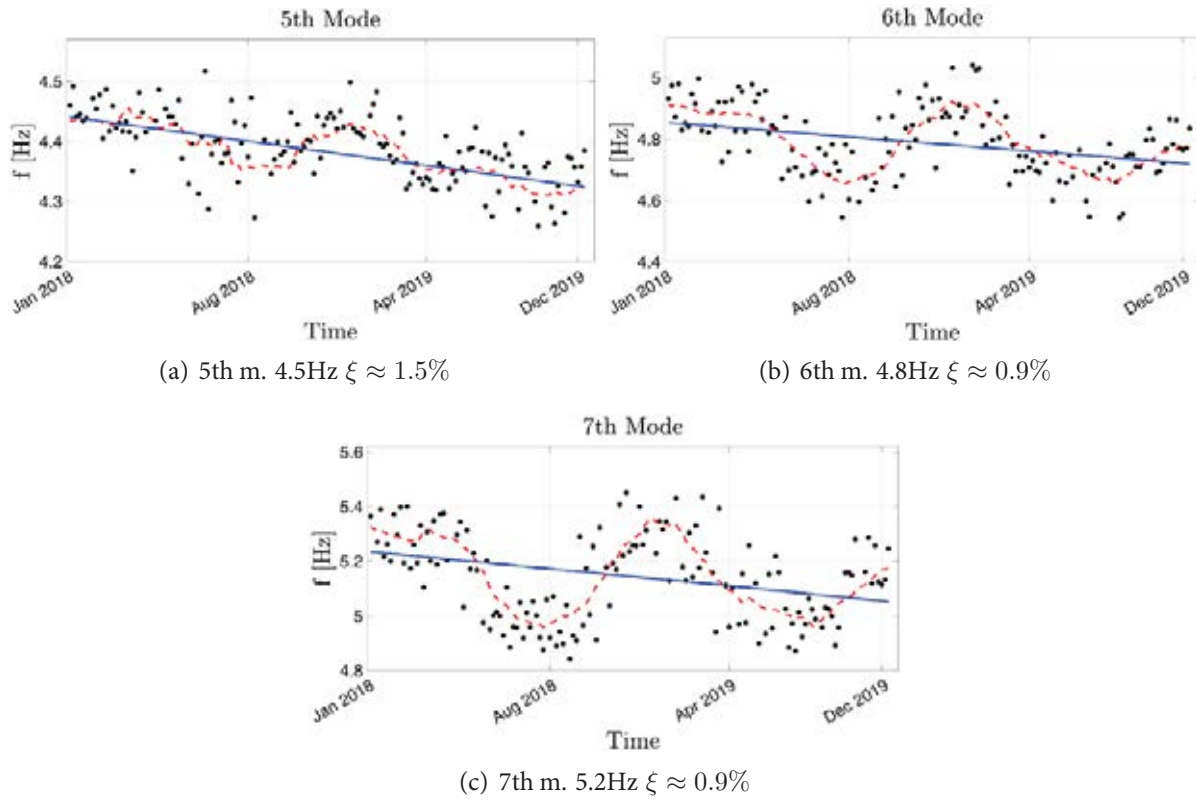 5th Mode
f [Hz]
4.5
4.4
4.3
4.2
Jan 2018
Aug 2018
Apr 2019
Dec 2019
Time
(a) 5th m. 4.5Hz ξ ≈ 1.5%
6th Mode
f [Hz]
5
4.8
4.6
4.4
Jan 2018
Aug 2018
Apr 2019
Dec 2019
Time
(b) 6th m. 4.8Hz ξ ≈ 0.9%
7th Mode
f [Hz]
5.6
5.4
5.2
5
4.8
Jan 2018
Aug 2018
Apr 2019
Dec 2019
Time
(c) 7th m. 5.2Hz ξ ≈ 0.9%